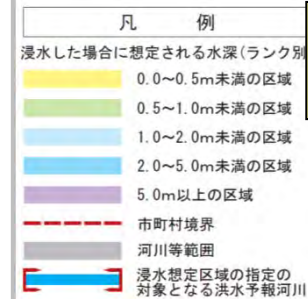 凡 例
浸水した場合に想定される水深(ランク別
0.0~0.5m未満の区域
0.5~1.0m未満の区域
1.0~2.0m未満の区域
2.0~5.0m未満の区域
5.0m以上の区域
市町村境界
河川等範囲
浸水想定区域の指定の
対象となる洪水予報河川